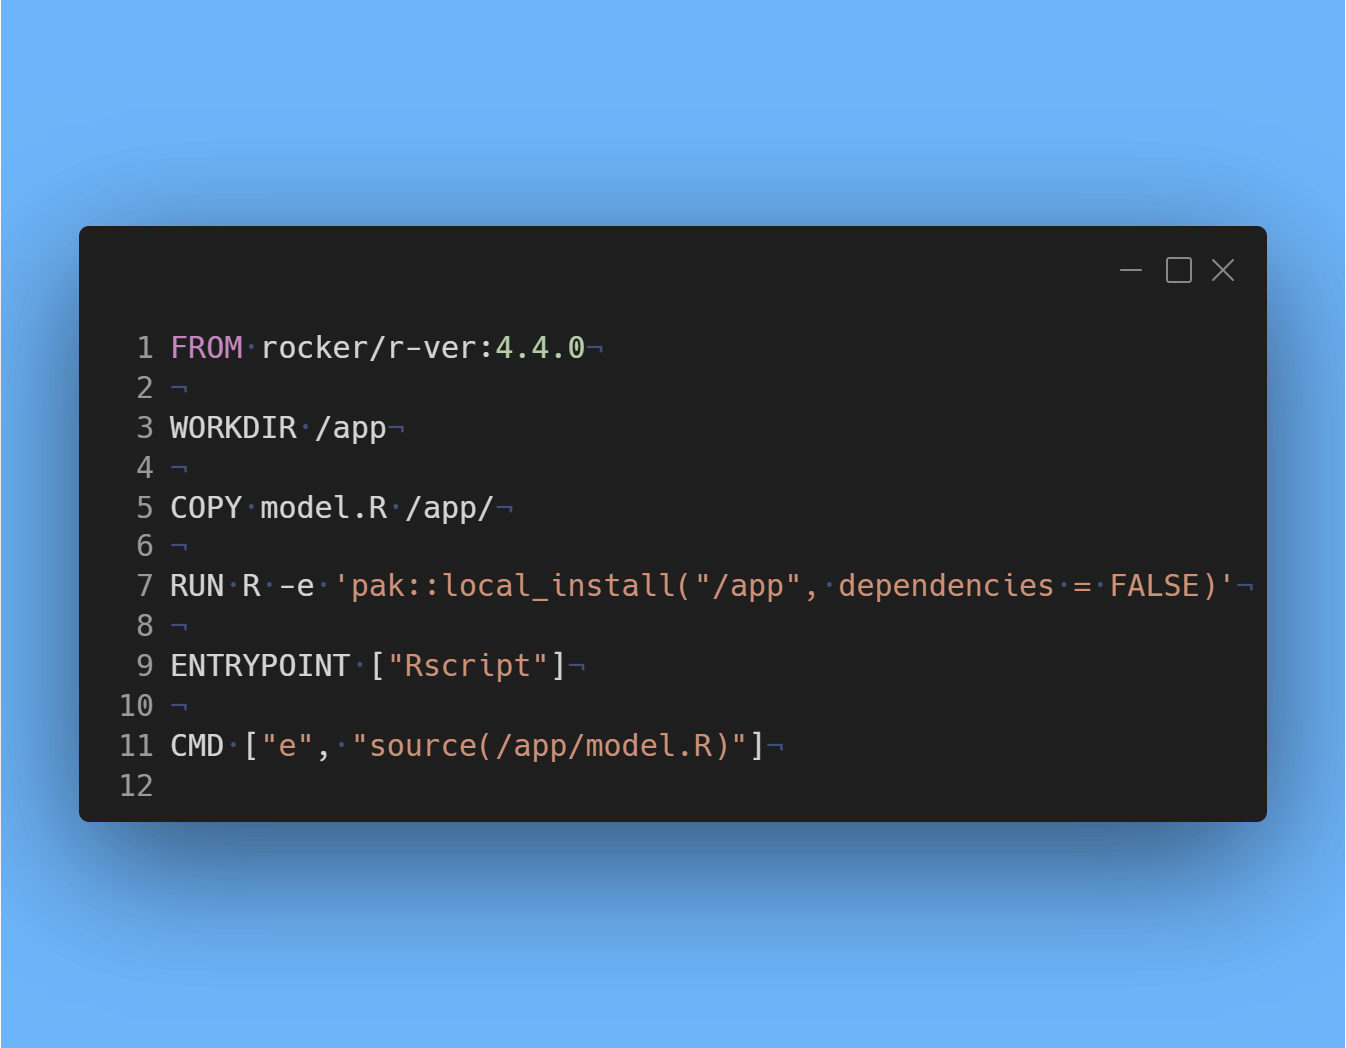 1 FROM rocker/r-ver:4.4.0¬
2 ¬
3 WORKDIR·/app¬
4 ¬
5 COPY·model.R·/app/¬
6 ¬
7 RUN·R·-e·'pak::local_install("/app",·dependencies·=·FALSE)'¬
8 ¬
9 ENTRYPOINT·["Rscript"]¬
10 ¬
11 CMD·["e",·"source(/app/model.R)"]¬
12